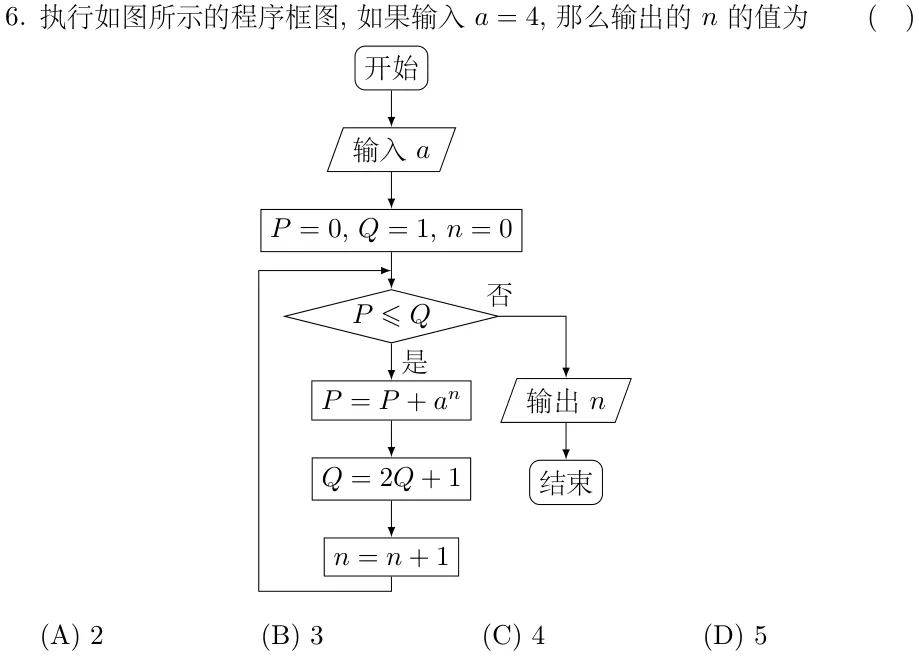 6. 执行如图所示的程序框图, 如果输入 a = 4, 那么输出的 n 的值为 ( )
开始
输入 a
P = 0, Q = 1, n = 0
P ⩽ Q
否
是
P = P + aⁿ
输出 n
Q = 2Q + 1
结束
n = n + 1
(A) 2 (B) 3 (C) 4 (D) 5